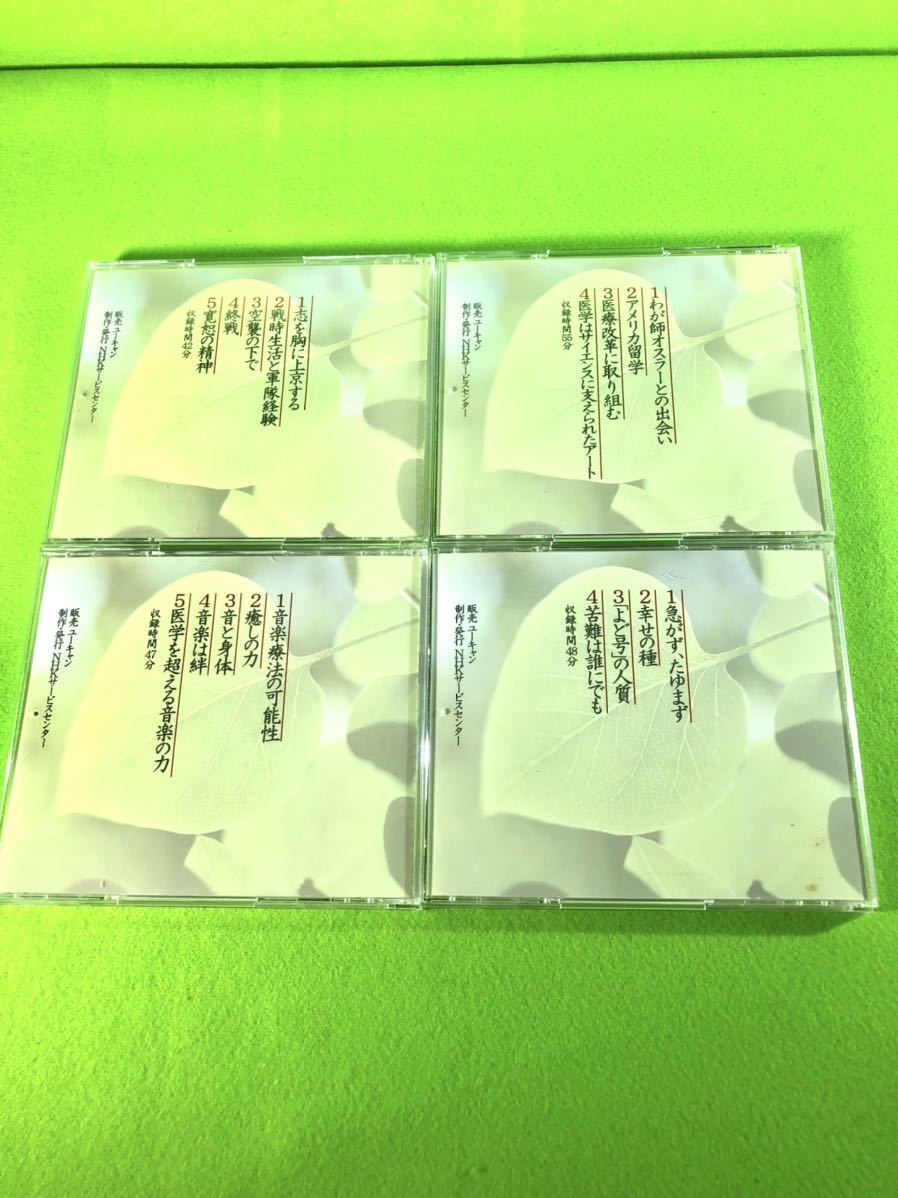 1志を胸に上京する
2戦時生活と軍隊経験
3空襲の下で
4終戦
5寛恕の精神
収録時間42分
販売 ユーキャン
制作・発行 NHKサービスセンター
1わが師オスラーとの出会い
2アメリカ留学
3医療改革に取り組む
4医学はサイエンスに支えられたアート
収録時間55分
販売 ユーキャン
制作・発行 NHKサービスセンター
1音楽療法の可能性
2癒しの力
3音と身体
4音楽は絆
5医学を超える音楽の力
収録時間47分
販売 ユーキャン
制作・発行 NHKサービスセンター
1急がず、たゆまず
2幸せの種
3「よど号」の人質
4苦難は誰にでも
収録時間48分
販売 ユーキャン
制作・発行 NHKサービスセンター